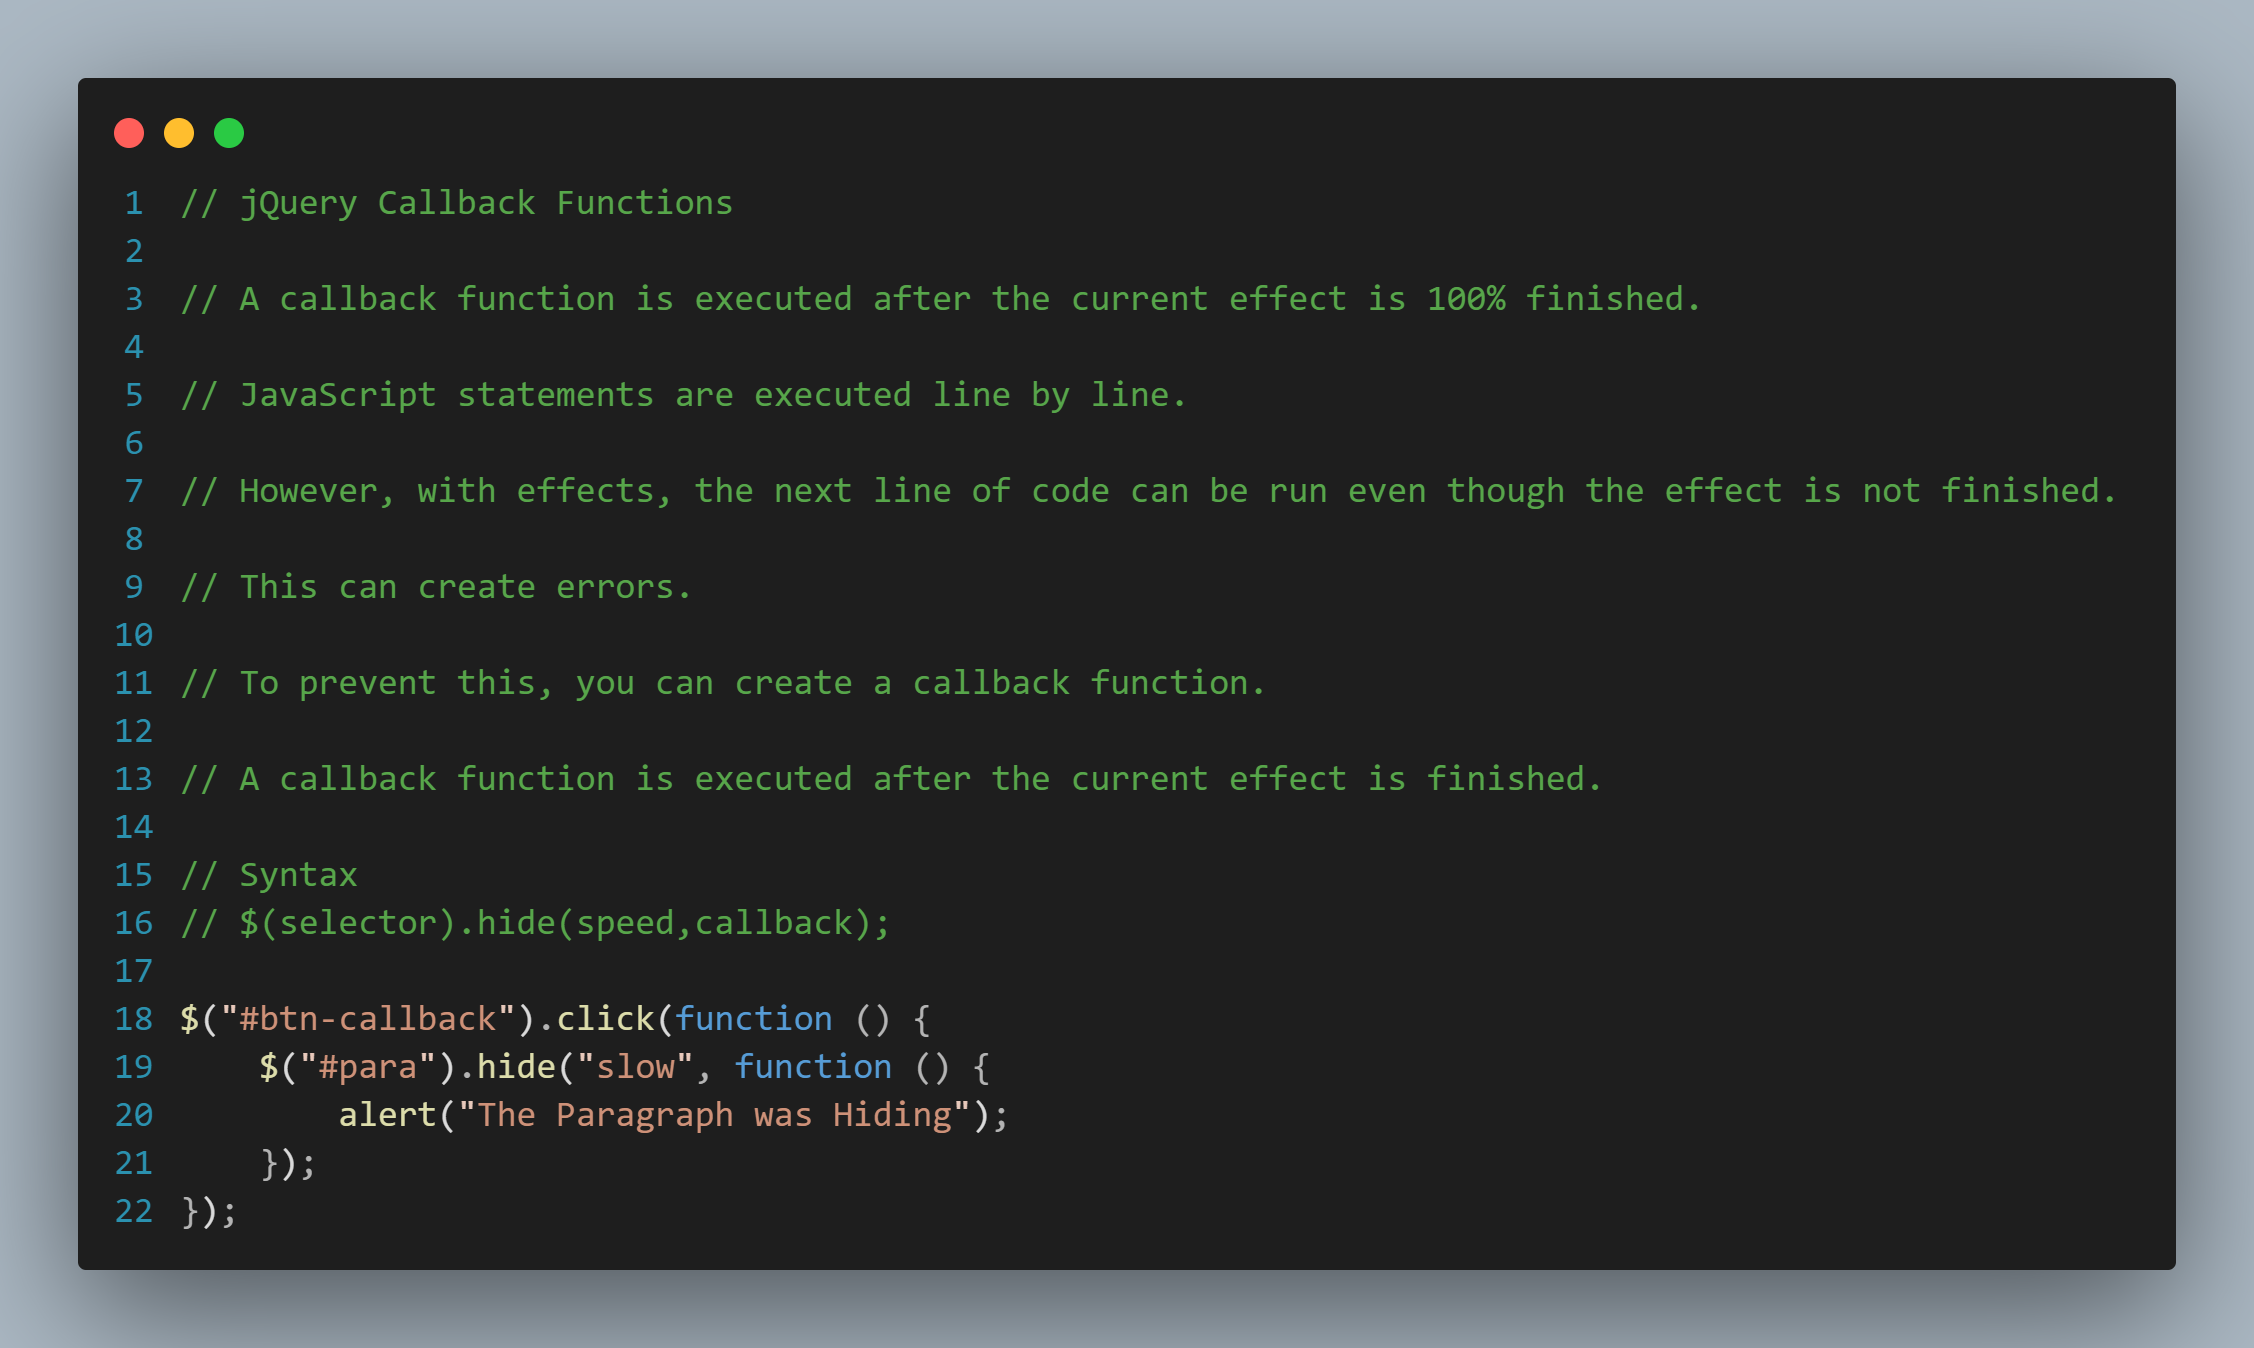 1 // jQuery Callback Functions
2
3 // A callback function is executed after the current effect is 100% finished.
4
5 // JavaScript statements are executed line by line.
6
7 // However, with effects, the next line of code can be run even though the effect is not finished.
8
9 // This can create errors.
10
11 // To prevent this, you can create a callback function.
12
13 // A callback function is executed after the current effect is finished.
14
15 // Syntax
16 // $(selector).hide(speed,callback);
17
18 $("#btn-callback").click(function () {
19     $("#para").hide("slow", function () {
20         alert("The Paragraph was Hiding");
21     });
22 });